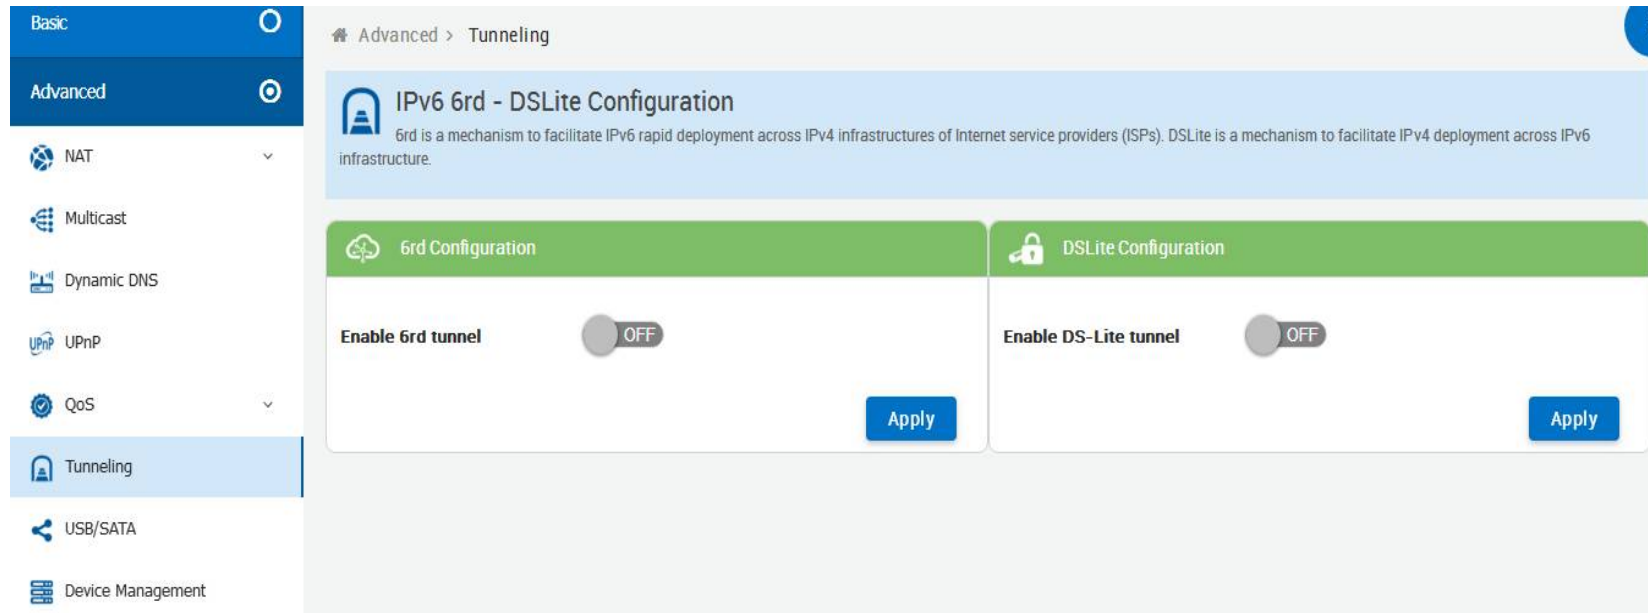 Basic
Advanced
NAT
Multicast
Dynamic DNS
UPnP UPnP
QoS
Tunneling
USB/SATA
Device Management
Advanced > Tunneling
IPv6 6rd - DSLite Configuration
6rd is a mechanism to facilitate IPv6 rapid deployment across IPv4 infrastructures of Internet service providers (ISPs). DSLite is a mechanism to facilitate IPv4 deployment across IPv6
infrastructure.
6rd Configuration
Enable 6rd tunnel OFF
Apply
DSLite Configuration
Enable DS-Lite tunnel OFF
Apply